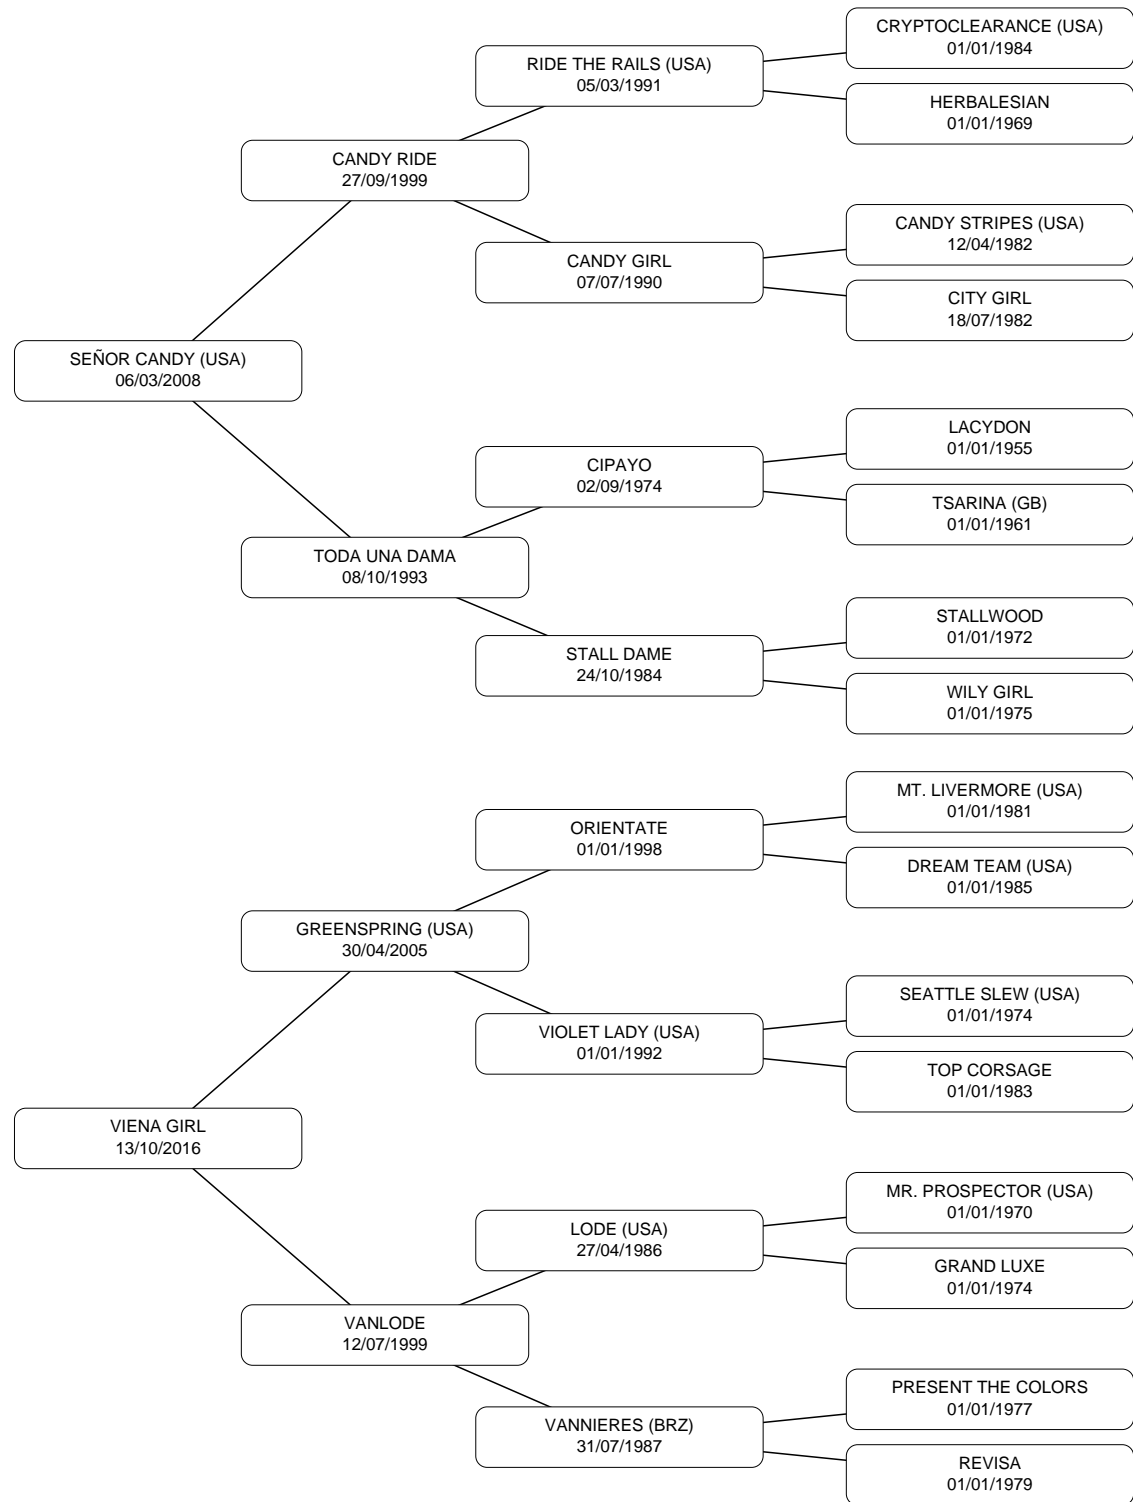 CRYPTOCLEARANCE (USA)
01/01/1984
RIDE THE RAILS (USA)
05/03/1991
HERBALESIAN
01/01/1969
CANDY RIDE
27/09/1999
CANDY STRIPES (USA)
12/04/1982
CANDY GIRL
07/07/1990
CITY GIRL
18/07/1982
SEÑOR CANDY (USA)
06/03/2008
LACYDON
01/01/1955
CIPAYO
02/09/1974
TSARINA (GB)
01/01/1961
TODA UNA DAMA
08/10/1993
STALLWOOD
01/01/1972
STALL DAME
24/10/1984
WILY GIRL
01/01/1975
MT. LIVERMORE (USA)
01/01/1981
ORIENTATE
01/01/1998
DREAM TEAM (USA)
01/01/1985
GREENSPRING (USA)
30/04/2005
SEATTLE SLEW (USA)
01/01/1974
VIOLET LADY (USA)
01/01/1992
TOP CORSAGE
01/01/1983
VIENA GIRL
13/10/2016
MR. PROSPECTOR (USA)
01/01/1970
LODE (USA)
27/04/1986
GRAND LUXE
01/01/1974
VANLODE
12/07/1999
PRESENT THE COLORS
01/01/1977
VANNIERES (BRZ)
31/07/1987
REVISA
01/01/1979